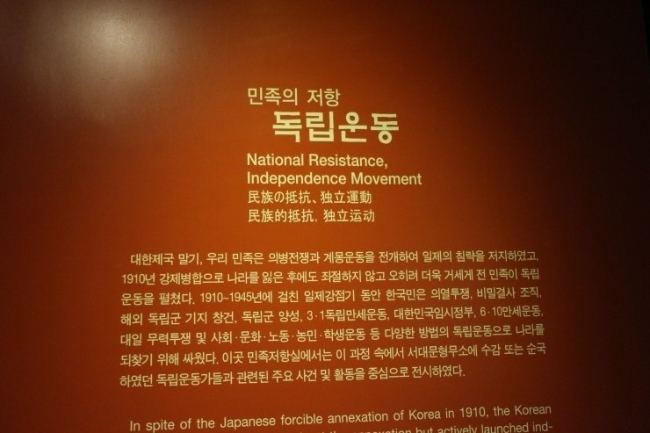 민족의 저항
독립운동
National Resistance,
Independence Movement
民族の抵抗、独立運動
民族的抵抗, 独立运动
대한제국 말기, 우리 민족은 의병전쟁과 계몽운동을 전개하여 일제의 침략을 저지하였고,
1910년 강제병합으로 나라를 잃은 후에도 좌절하지 않고 오히려 더욱 거세게 전 민족이 독립
운동을 펼쳤다. 1910~1945년에 걸친 일제강점기 동안 한국민은 의열투쟁, 비밀결사 조직,
해외 독립군 기지 창건, 독립군 양성, 3·1독립만세운동, 대한민국임시정부, 6·10만세운동,
대일 무력투쟁 및 사회·문화·노동·농민·학생운동 등 다양한 방법의 독립운동으로 나라를
되찾기 위해 싸웠다. 이곳 민족저항실에서는 이 과정 속에서 서대문형무소에 수감 또는 순국
하였던 독립운동가들과 관련된 주요 사건 및 활동을 중심으로 전시하였다.
In spite of the Japanese forcible annexation of Korea in 1910, the Korean
the annexation but actively launched ind-